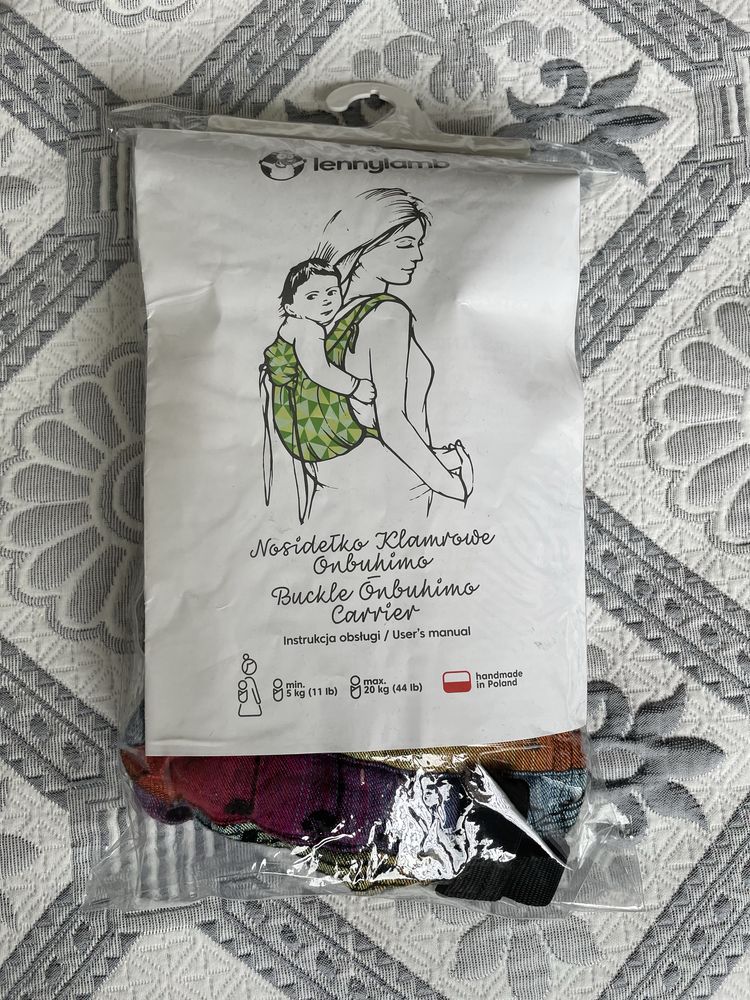 lennylamb
Nosidełko Klamrowe
Onbuhimo
–
Buckle Onbuhimo
Carrier
Instrukcja obsługi / User's manual
min.
5 kg (11 lb)
max.
20 kg (44 lb)
handmade
in Poland